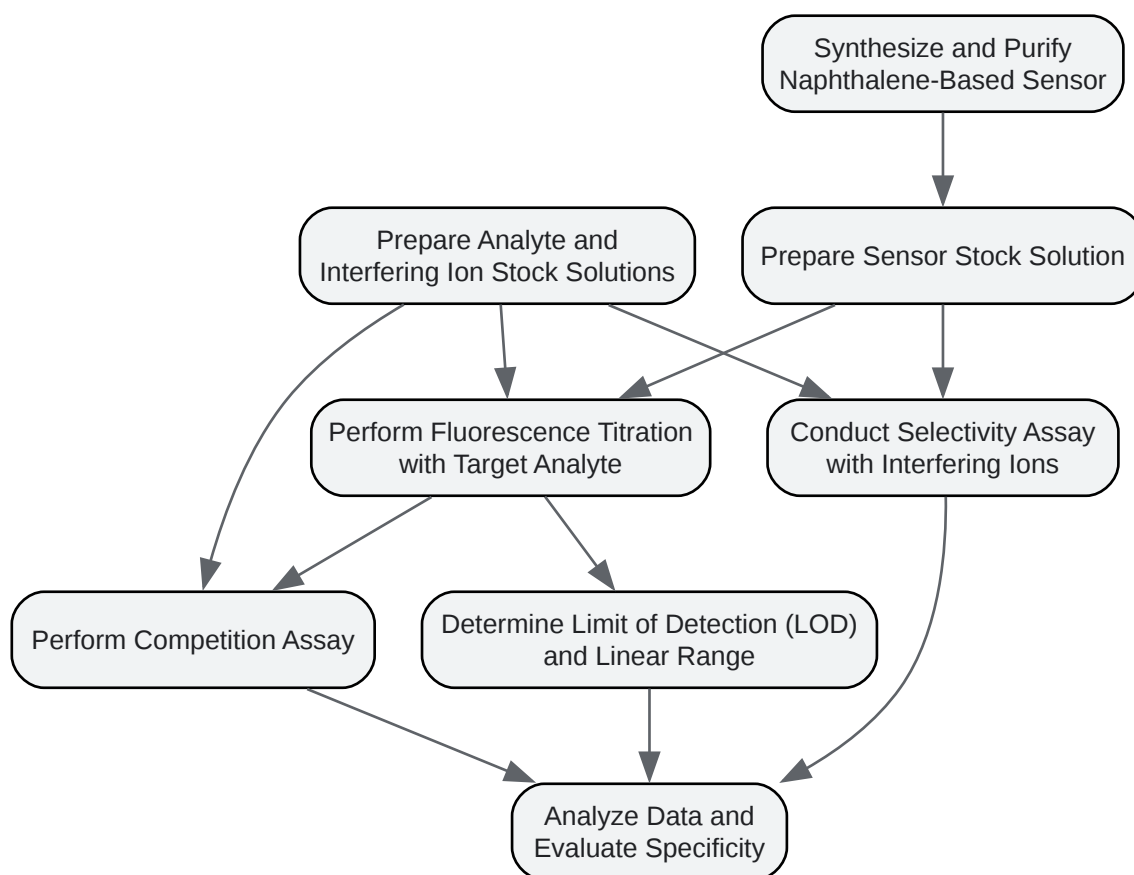 Synthesize and Purify
Naphthalene-Based Sensor
Prepare Analyte and
Interfering Ion Stock Solutions
Prepare Sensor Stock Solution
Perform Fluorescence Titration
with Target Analyte
Conduct Selectivity Assay
with Interfering Ions
Perform Competition Assay
Determine Limit of Detection (LOD)
and Linear Range
Analyze Data and
Evaluate Specificity